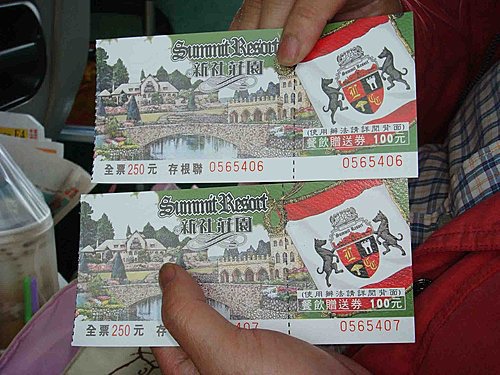 Summit Resort
新社莊園
(使用辦法請詳閱背面)
餐飲贈送券 100元
全票250元 存根聯 0565406 0565406
Summit Resort
新社莊園
(使用辦法請詳閱背面)
餐飲贈送券 100元
全票250元 存 07 0565407